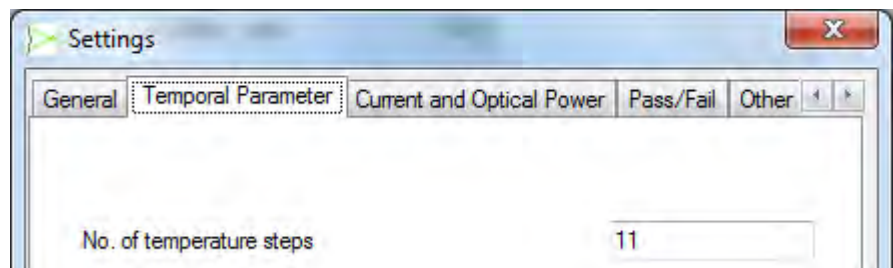 Settings
General Temporal Parameter Current and Optical Power Pass/Fail Other
No. of temperature steps 11